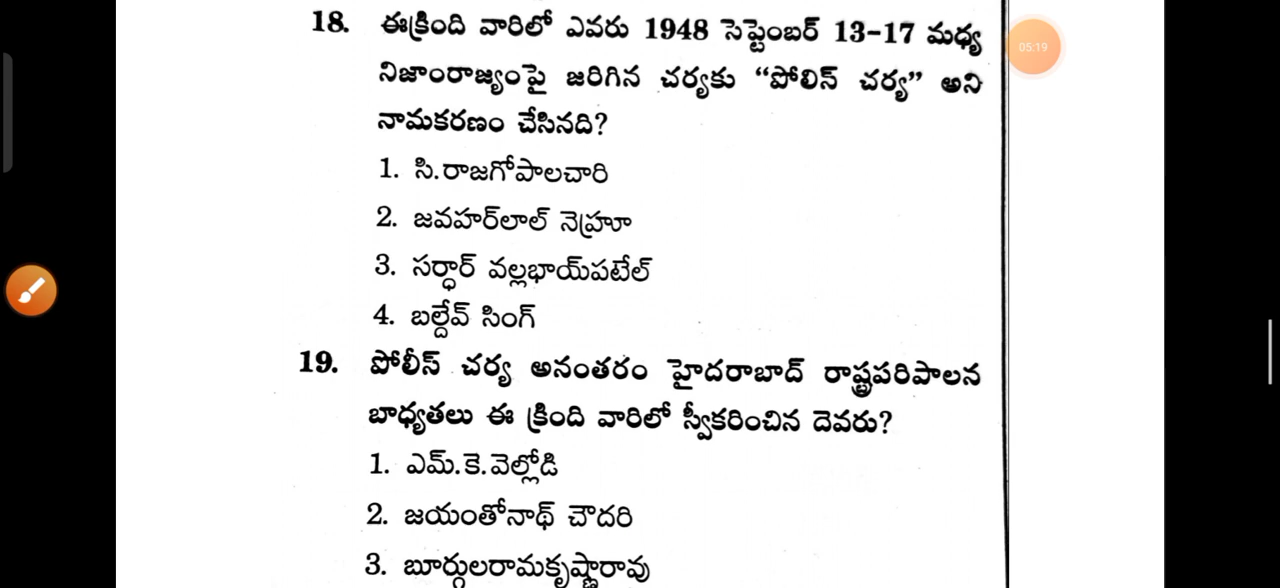 18. ఈక్రింది వారిలో ఎవరు 1948 సెప్టెంబర్ 13-17 మధ్య
నిజాంరాజ్యంపై జరిగిన చర్యకు “పోలిస్ చర్య” అని
నామకరణం చేసినది?
1. సి.రాజగోపాలచారి
2. జవహర్‌లాల్ నెహ్రూ
3. సర్ధార్ వల్లభాయ్‌పటేల్
4. బల్దేవ్ సింగ్
19. పోలీస్ చర్య అనంతరం హైదరాబాద్ రాష్ట్రపరిపాలన
బాధ్యతలు ఈ క్రింది వారిలో స్వీకరించిన దెవరు?
1. ఎమ్.కె.వెల్లోడి
2. జయంతోనాథ్ చౌదరి
3. బూర్గులరామకృష్ణారావు
05:19